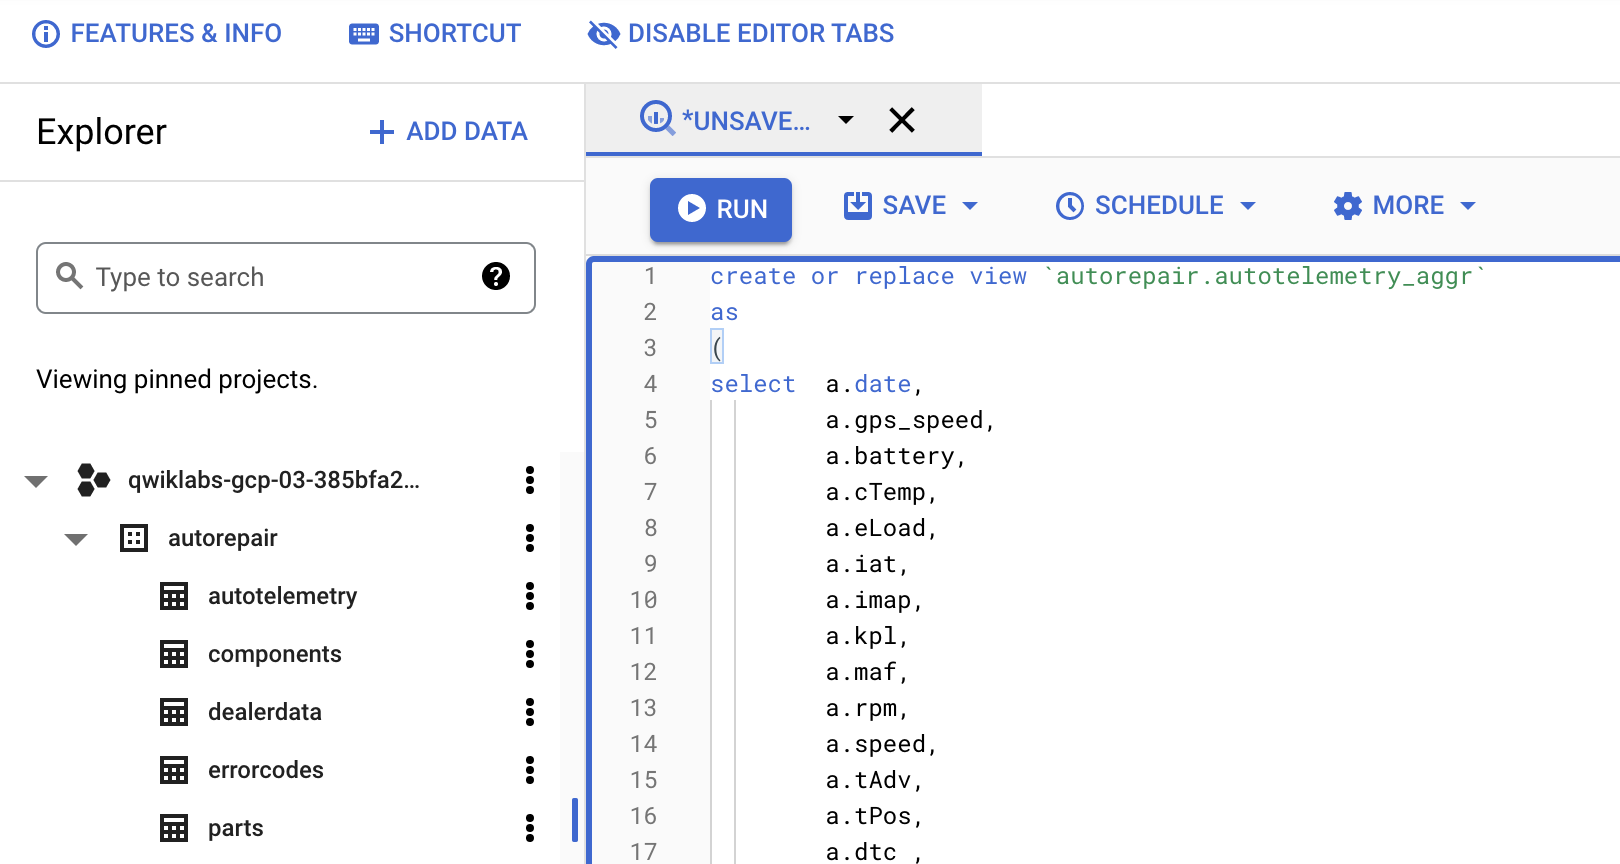 FEATURES & INFO
SHORTCUT
DISABLE EDITOR TABS
Explorer
ADD DATA
Type to search
Viewing pinned projects.
qwiklabs-gcp-03-385bfa2...
autorepair
autotelemetry
components
dealerdata
errorcodes
parts
*UNSAVE...
RUN
SAVE
SCHEDULE
MORE
1 create or replace view `autorepair.autotelemetry_aggr`
2 as
3 (
4 select  a.date,
5         a.gps_speed,
6         a.battery,
7         a.cTemp,
8         a.eLoad,
9         a.iat,
10         a.imap,
11         a.kpl,
12         a.maf,
13         a.rpm,
14         a.speed,
15         a.tAdv,
16         a.tPos,
17         a.dtc ,